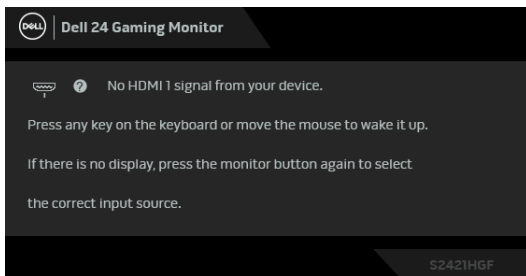 DELL
Dell 24 Gaming Monitor
No HDMI 1 signal from your device.
Press any key on the keyboard or move the mouse to wake it up.
If there is no display, press the monitor button again to select
the correct input source.
S2421HGF